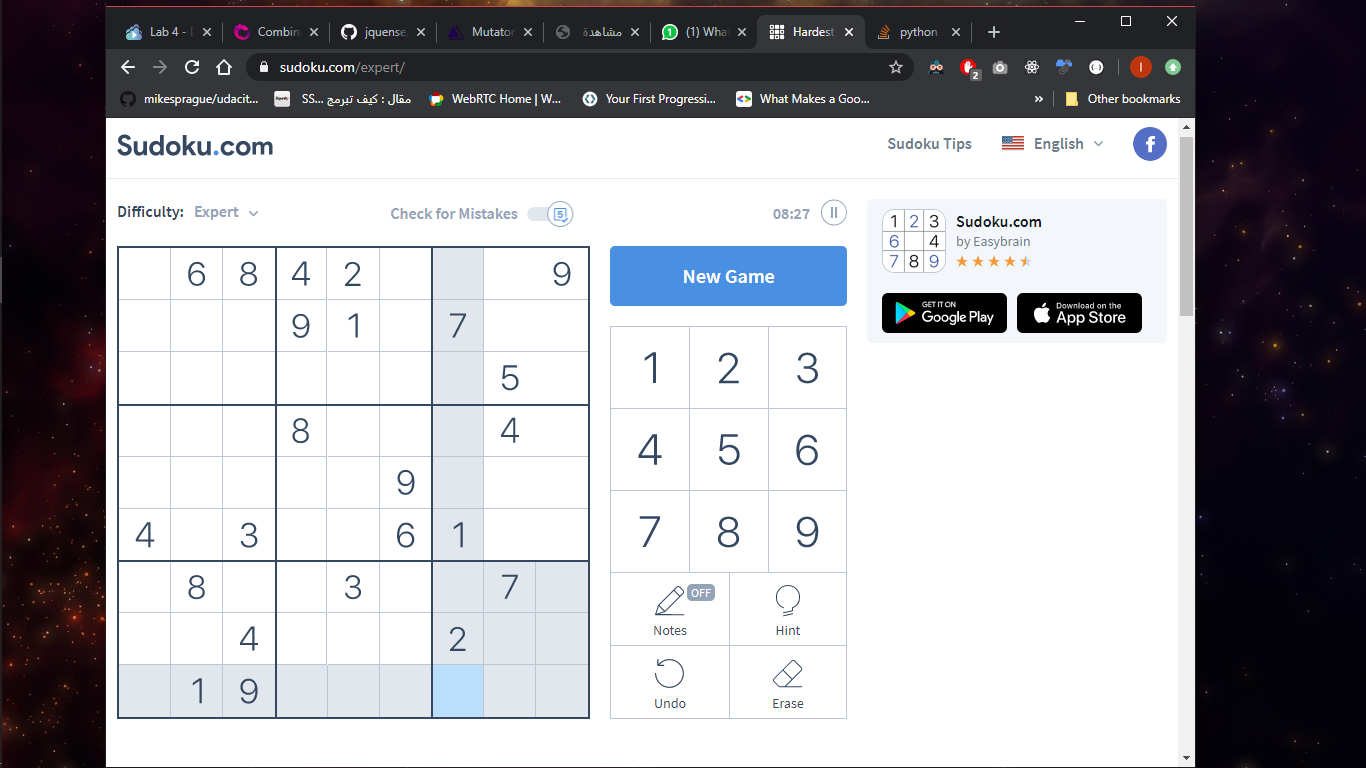 Lab 4 - D
Combin
jquense
Mutator
مشاهدة
(1) Wha
Hardest
python -
sudoku.com/expert/
2
I
mikesprague/udacit...
مقال : كيف تبرمج SS...
WebRTC Home | W...
Your First Progressi...
What Makes a Goo...
»
Other bookmarks
Sudoku.com
Sudoku Tips
English
f
Difficulty: Expert
Check for Mistakes
08:27
6 8 4 2 9
9 1 7
5
8 4
9
4 3 6 1
8 3 7
4 2
1 9
New Game
1 2 3
4 5 6
7 8 9
OFF
Notes
Hint
Undo
Erase
1 2 3
6 4
7 8 9
Sudoku.com
by Easybrain
GET IT ON
Google Play
Download on the
App Store